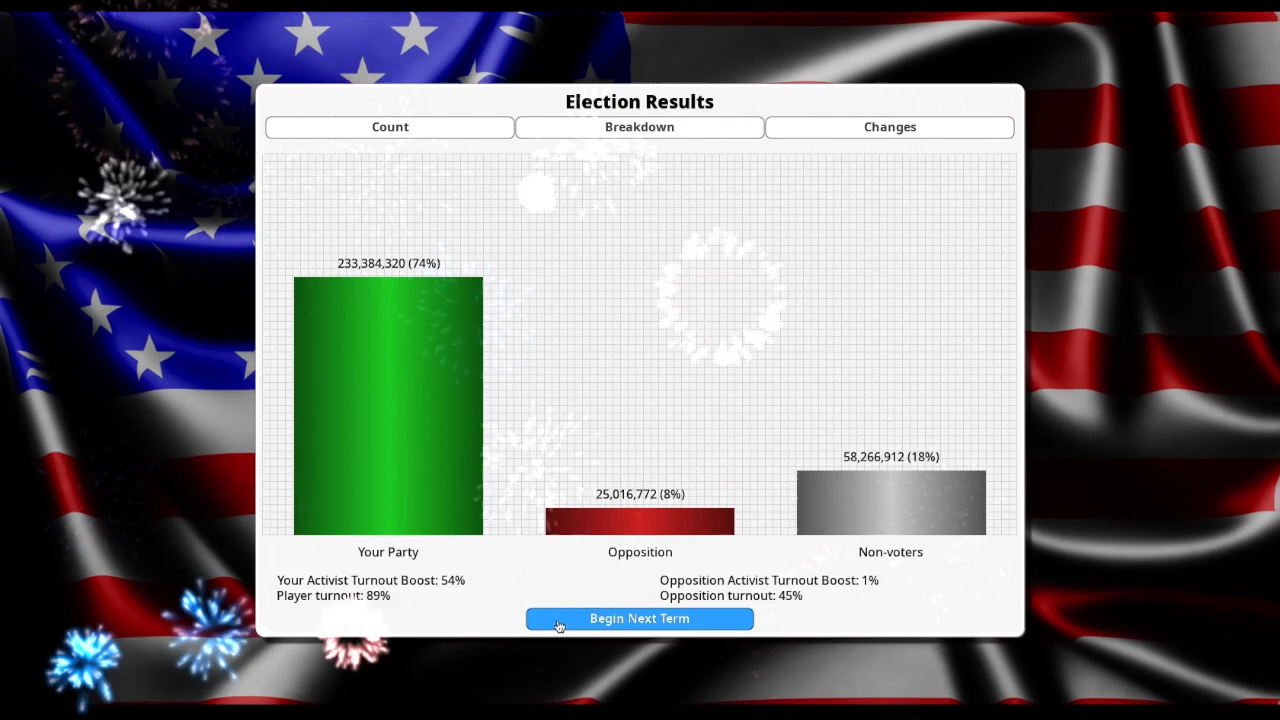 Election Results
Count
Breakdown
Changes
233,384,320 (74%)
25,016,772 (8%)
58,266,912 (18%)
Your Party
Opposition
Non-voters
Your Activist Turnout Boost: 54%
Player turnout: 89%
Opposition Activist Turnout Boost: 1%
Opposition turnout: 45%
Begin Next Term